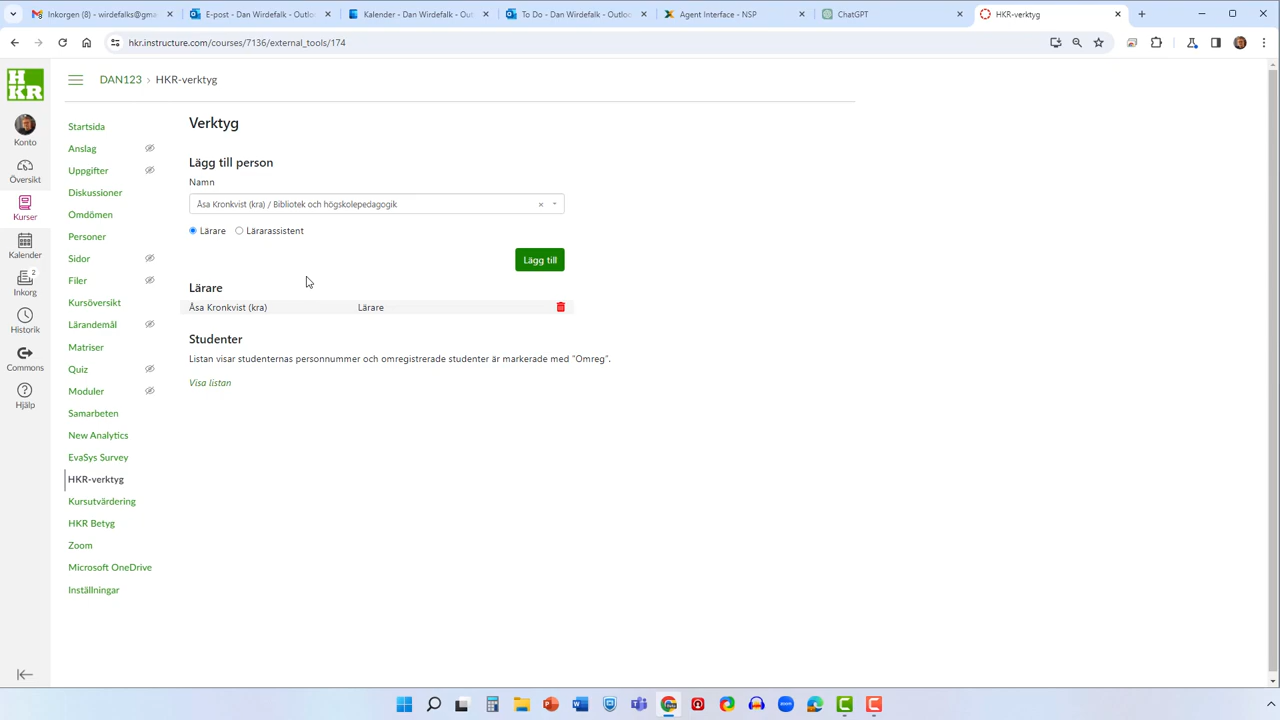 Inkorgen (8) - wirdefalks@gma
E-post - Dan Wirdefalk - Outlool
Kalender - Dan Wirdefalk - Outl
To Do - Dan Wirdefalk - Outloo
Agent Interface - NSP
ChatGPT
HKR-verktyg
hkr.instructure.com/courses/7136/external_tools/174
HKR
DAN123 › HKR-verktyg
Konto
Översikt
Kurser
Kalender
2
Inkorg
Historik
Commons
Hjälp
Startsida
Anslag
Uppgifter
Diskussioner
Omdömen
Personer
Sidor
Filer
Kursöversikt
Lärandemål
Matriser
Quiz
Moduler
Samarbeten
New Analytics
EvaSys Survey
HKR-verktyg
Kursutvärdering
HKR Betyg
Zoom
Microsoft OneDrive
Inställningar
Verktyg
Lägg till person
Namn
Åsa Kronkvist (kra) / Bibliotek och högskolepedagogik
Lärare Lärarassistent
Lägg till
Lärare
Åsa Kronkvist (kra) Lärare
Studenter
Listan visar studenternas personnummer och omregistrerade studenter är markerade med "Omreg".
Visa listan